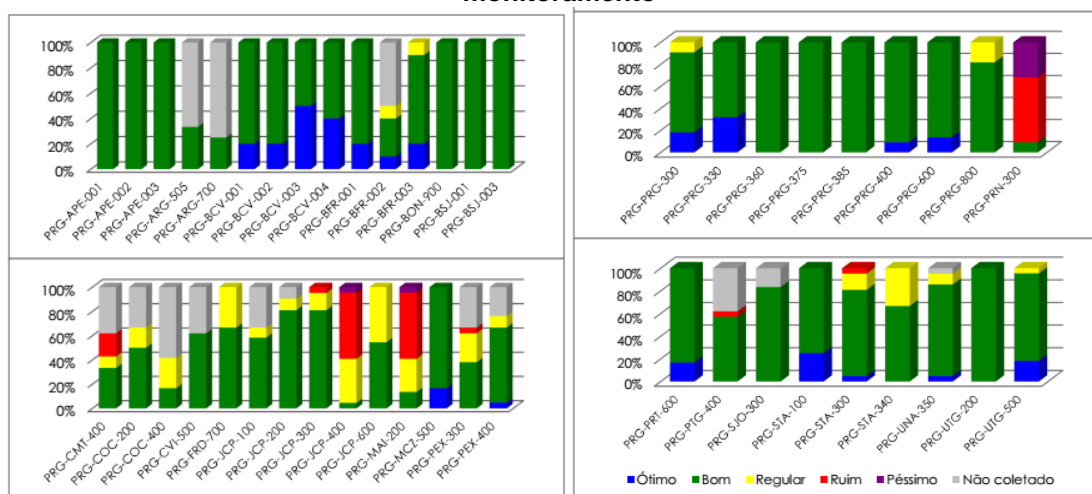 monitoramento
100%
80%
60%
40%
20%
0%
PRG-APE-001
PRG-APE-002
PRG-APE-003
PRG-ARG-505
PRG-ARG-700
PRG-BCV-001
PRG-BCV-002
PRG-BCV-003
PRG-BCV-004
PRG-BFR-001
PRG-BFR-002
PRG-BFR-003
PRG-BON-900
PRG-BSJ-001
PRG-BSJ-003
100%
80%
60%
40%
20%
0%
PRG-PRG-300
PRG-PRG-330
PRG-PRG-360
PRG-PRG-375
PRG-PRG-385
PRG-PRG-400
PRG-PRG-600
PRG-PRG-800
PRG-PRN-300
100%
80%
60%
40%
20%
0%
PRG-CMT-400
PRG-COC-200
PRG-COC-400
PRG-CVI-500
PRG-FRD-700
PRG-JCP-100
PRG-JCP-200
PRG-JCP-300
PRG-JCP-400
PRG-JCP-600
PRG-MAI-200
PRG-MCZ-500
PRG-PEX-300
PRG-PEX-400
100%
80%
60%
40%
20%
0%
PRG-PRT-600
PRG-PTG-400
PRG-SJO-300
PRG-STA-100
PRG-STA-300
PRG-STA-340
PRG-UNA-350
PRG-UTG-200
PRG-UTG-500
Ótimo Bom Regular Ruim Péssimo Não coletado